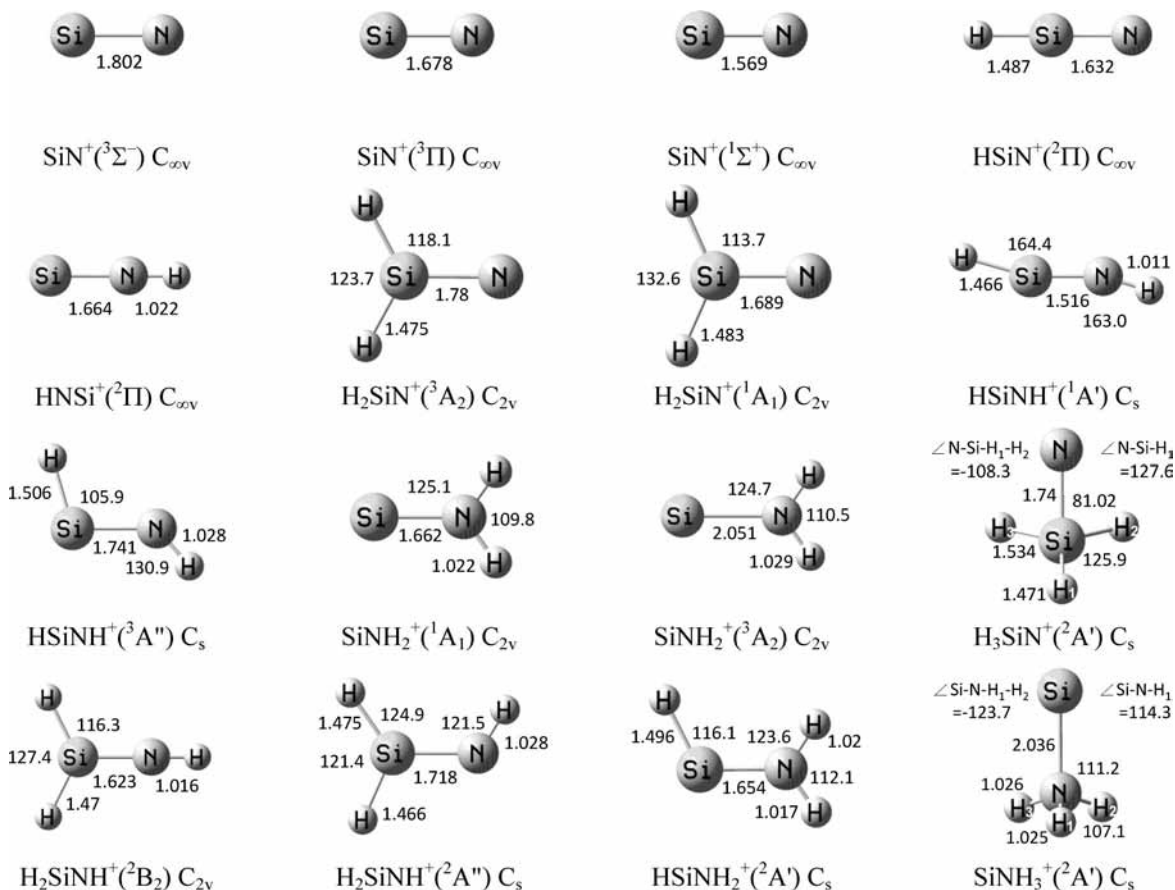 Si N
1.802
SiN⁺(³Σ⁻) C∞v
Si N
1.678
SiN⁺(³Π) C∞v
Si N
1.569
SiN⁺(¹Σ⁺) C∞v
H Si N
1.487 1.632
HSiN⁺(²Π) C∞v
Si N H
1.664 1.022
HNSi⁺(²Π) C∞v
H
118.1
123.7 Si N
1.78
1.475
H
H₂SiN⁺(³A₂) C₂ᵥ
H
113.7
132.6 Si N
1.689
1.483
H
H₂SiN⁺(¹A₁) C₂ᵥ
164.4
H Si N 1.011
1.466 1.516 H
163.0
HSiNH⁺(¹A') Cₛ
H
1.506 105.9
Si N 1.028
1.741
130.9 H
HSiNH⁺(³A") Cₛ
H
125.1
Si N 109.8
1.662
1.022 H
SiNH₂⁺(¹A₁) C₂ᵥ
H
124.7
Si N 110.5
2.051
1.029 H
SiNH₂⁺(³A₂) C₂ᵥ
∠N-Si-H₁-H₂ N ∠N-Si-H₁
=-108.3 =127.6
1.74 81.02
H₃ Si H₂
1.534 125.9
1.471 H₁
H₃SiN⁺(²A') Cₛ
H
116.3
127.4 Si N H
1.623 1.016
1.47
H
H₂SiNH⁺(²B₂) C₂ᵥ
H H
1.475 124.9 121.5
1.028
121.4 Si N
1.718
1.466
H
H₂SiNH⁺(²A") Cₛ
H
1.496 116.1 123.6 H 1.02
Si N 112.1
1.654
1.017 H
HSiNH₂⁺(²A') Cₛ
∠Si-N-H₁-H₂ Si ∠Si-N-H₁
=-123.7 =114.3
2.036
111.2
1.026 N
H₃ H₁ H₂
1.025 107.1
SiNH₃⁺(²A') Cₛ